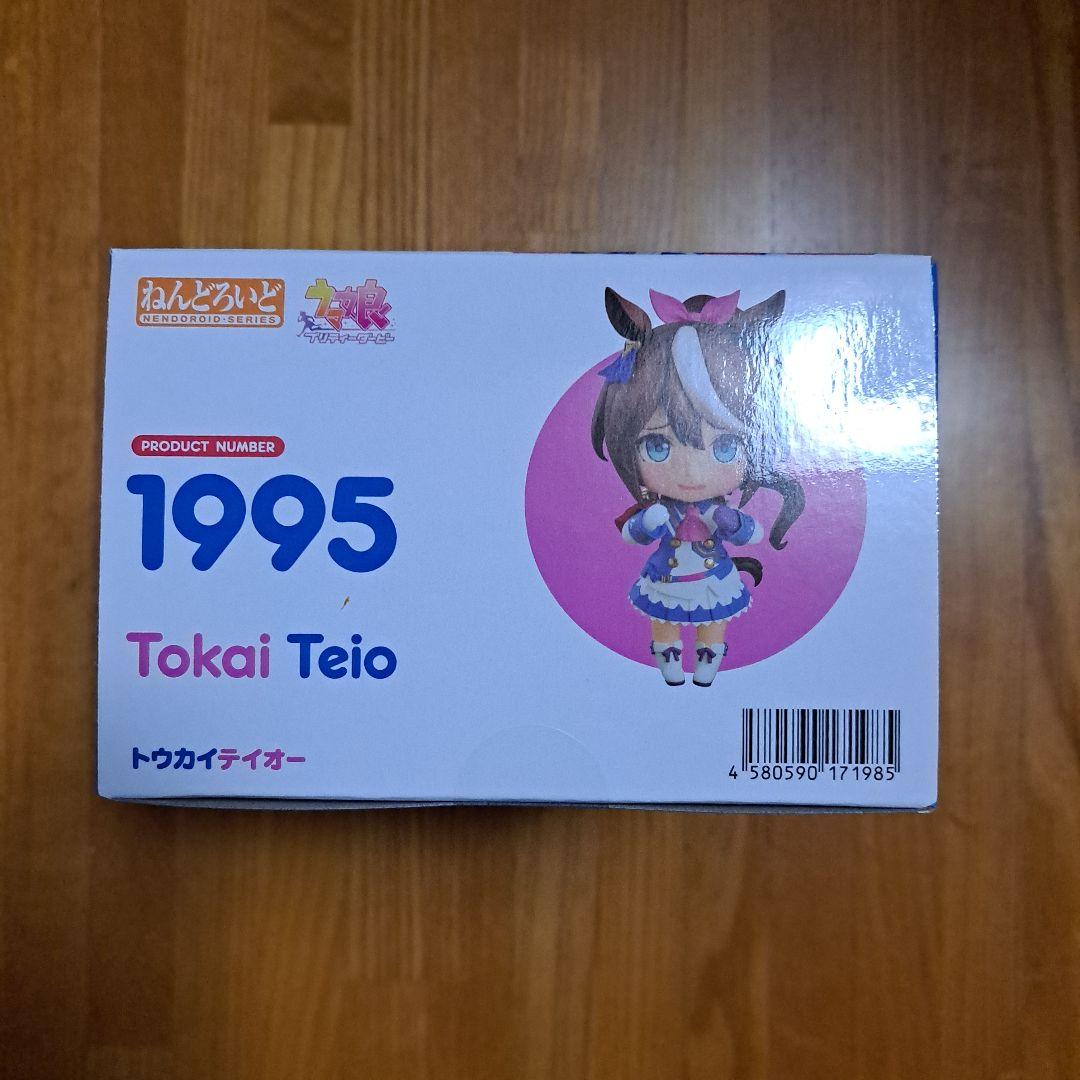 ねんどろいど
NENDOROID·SERIES
ウマ娘
プリティーダービー
PRODUCT NUMBER
1995
Tokai Teio
トウカイテイオー
4 580590 171985